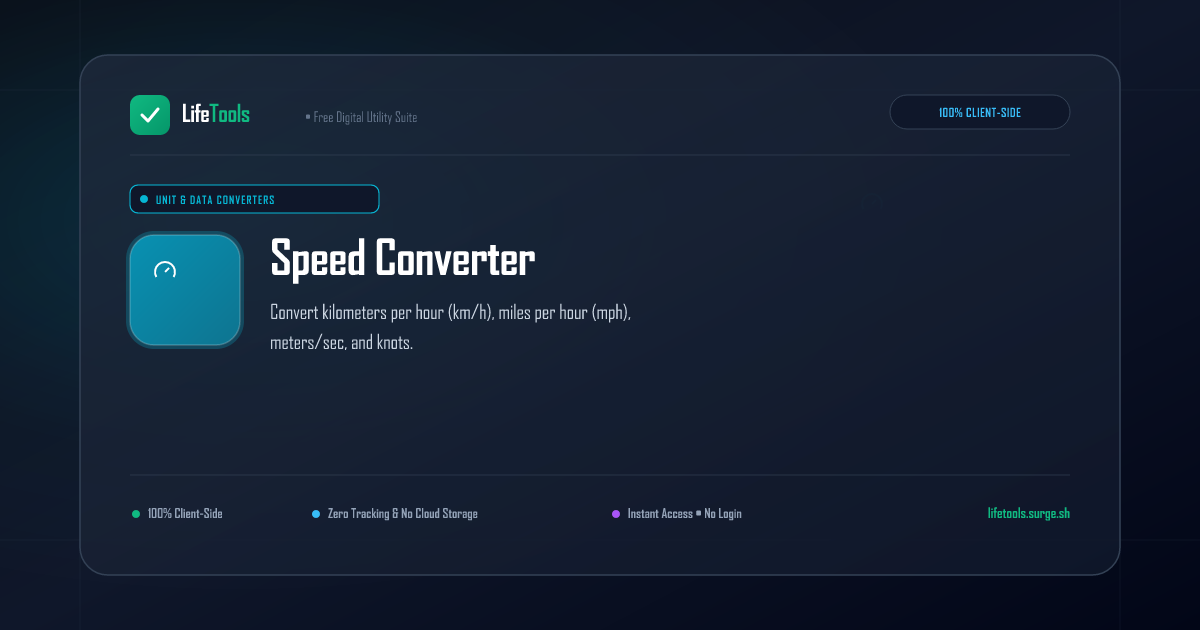 LifeTools
▪ Free Digital Utility Suite
100% CLIENT-SIDE
UNIT & DATA CONVERTERS
Speed Converter
Convert kilometers per hour (km/h), miles per hour (mph),
meters/sec, and knots.
100% Client-Side
Zero Tracking & No Cloud Storage
Instant Access ▪ No Login
lifetools.surge.sh